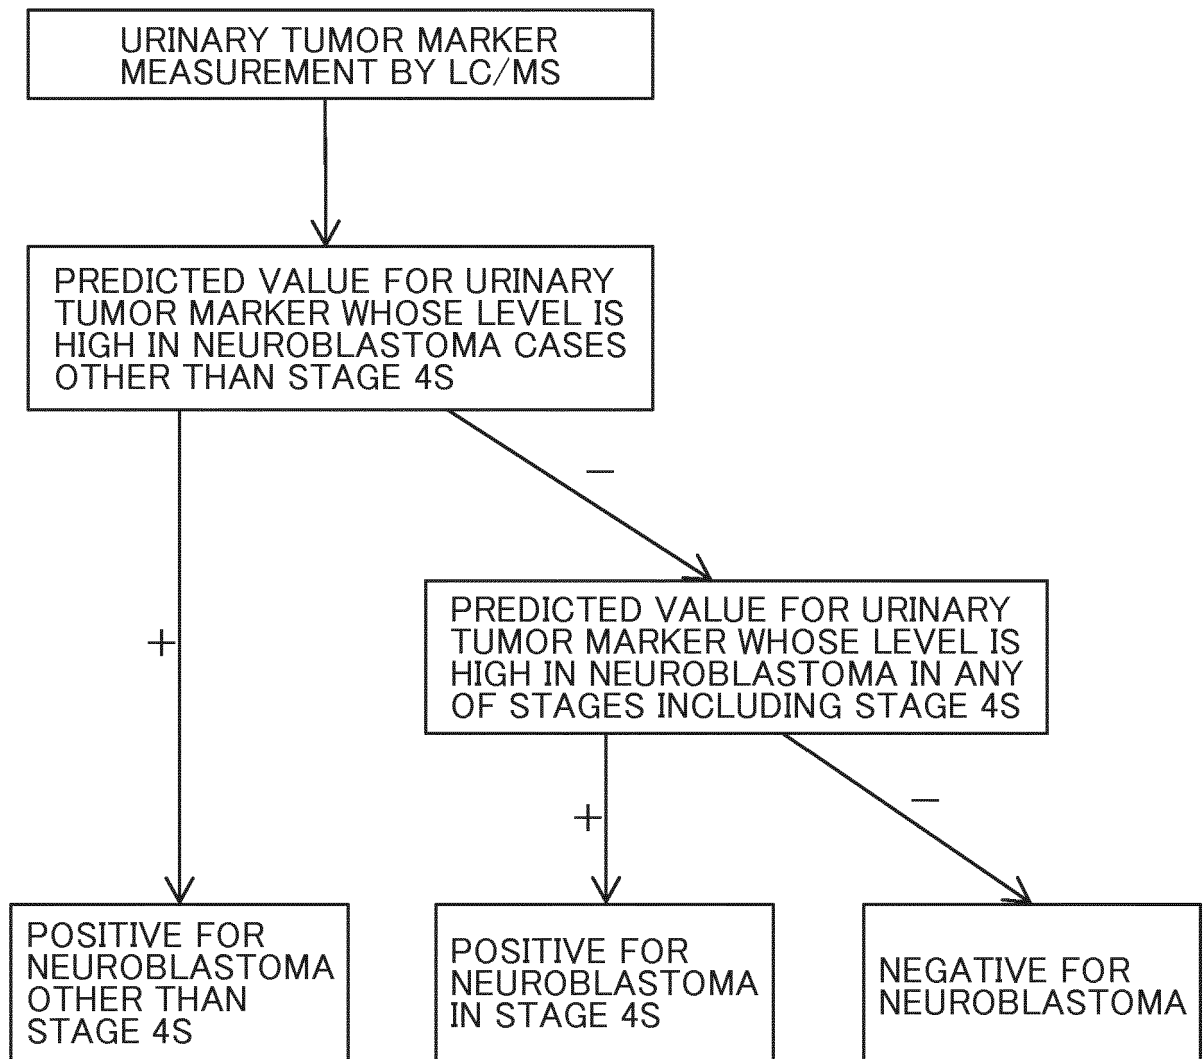 URINARY TUMOR MARKER
MEASUREMENT BY LC/MS
PREDICTED VALUE FOR URINARY
TUMOR MARKER WHOSE LEVEL IS
HIGH IN NEUROBLASTOMA CASES
OTHER THAN STAGE 4S
−
+
PREDICTED VALUE FOR URINARY
TUMOR MARKER WHOSE LEVEL IS
HIGH IN NEUROBLASTOMA IN ANY
OF STAGES INCLUDING STAGE 4S
−
+
POSITIVE FOR
NEUROBLASTOMA
OTHER THAN
STAGE 4S
POSITIVE FOR
NEUROBLASTOMA
IN STAGE 4S
NEGATIVE FOR
NEUROBLASTOMA